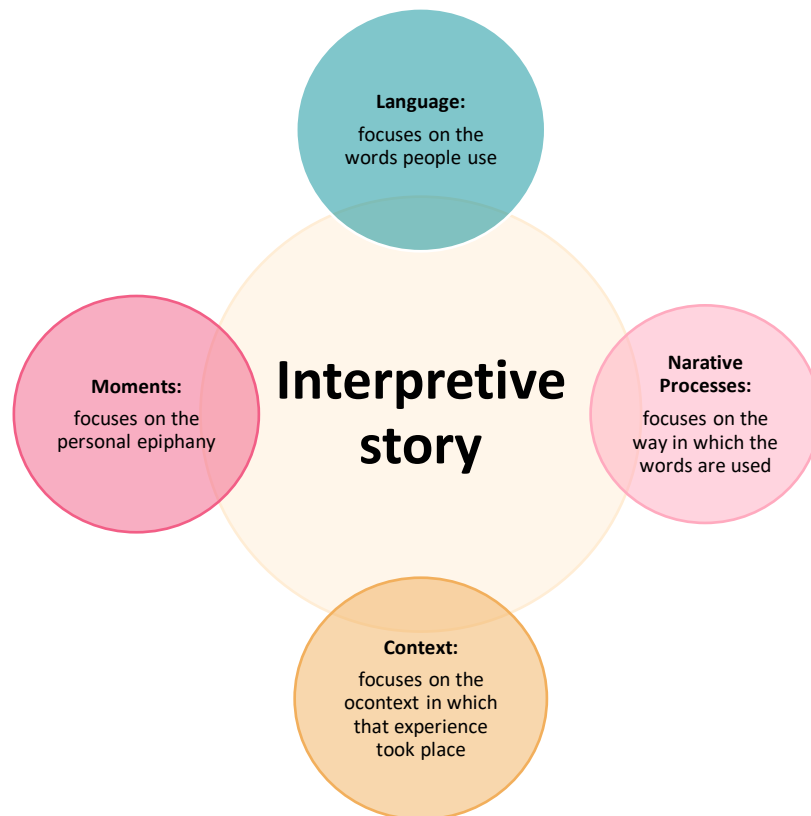 Language:
focuses on the
words people use
Moments:
focuses on the
personal epiphany
Interpretive
story
Narative
Processes:
focuses on the
way in which the
words are used
Context:
focuses on the
ocontext in which
that experience
took place